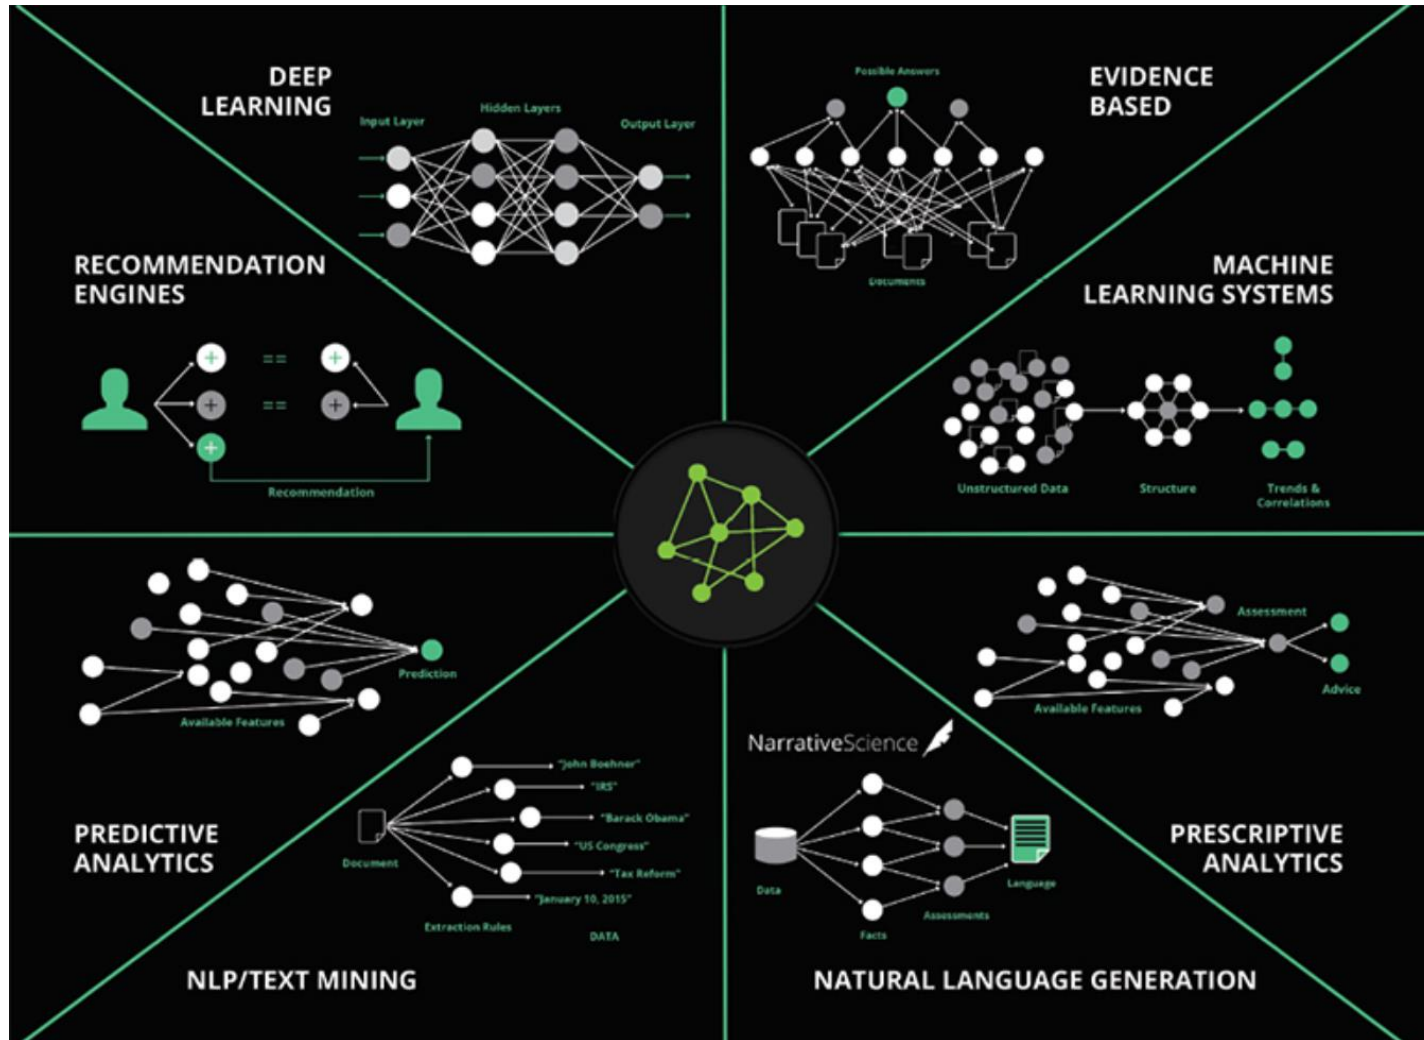 DEEP
LEARNING
Input Layer
Hidden Layers
Output Layer
Possible Answers
Documents
EVIDENCE
BASED
RECOMMENDATION
ENGINES
+ == +
+ == +
+
Recommendation
MACHINE
LEARNING SYSTEMS
Unstructured Data
Structure
Trends &
Correlations
Prediction
Available Features
PREDICTIVE
ANALYTICS
Assessment
Advice
Available Features
PRESCRIPTIVE
ANALYTICS
Document
"John Boehner"
"IRS"
"Barack Obama"
"US Congress"
"Tax Reform"
"January 10, 2015"
Extraction Rules
DATA
NLP/TEXT MINING
NarrativeScience
Data
Facts
Assessments
Language
NATURAL LANGUAGE GENERATION